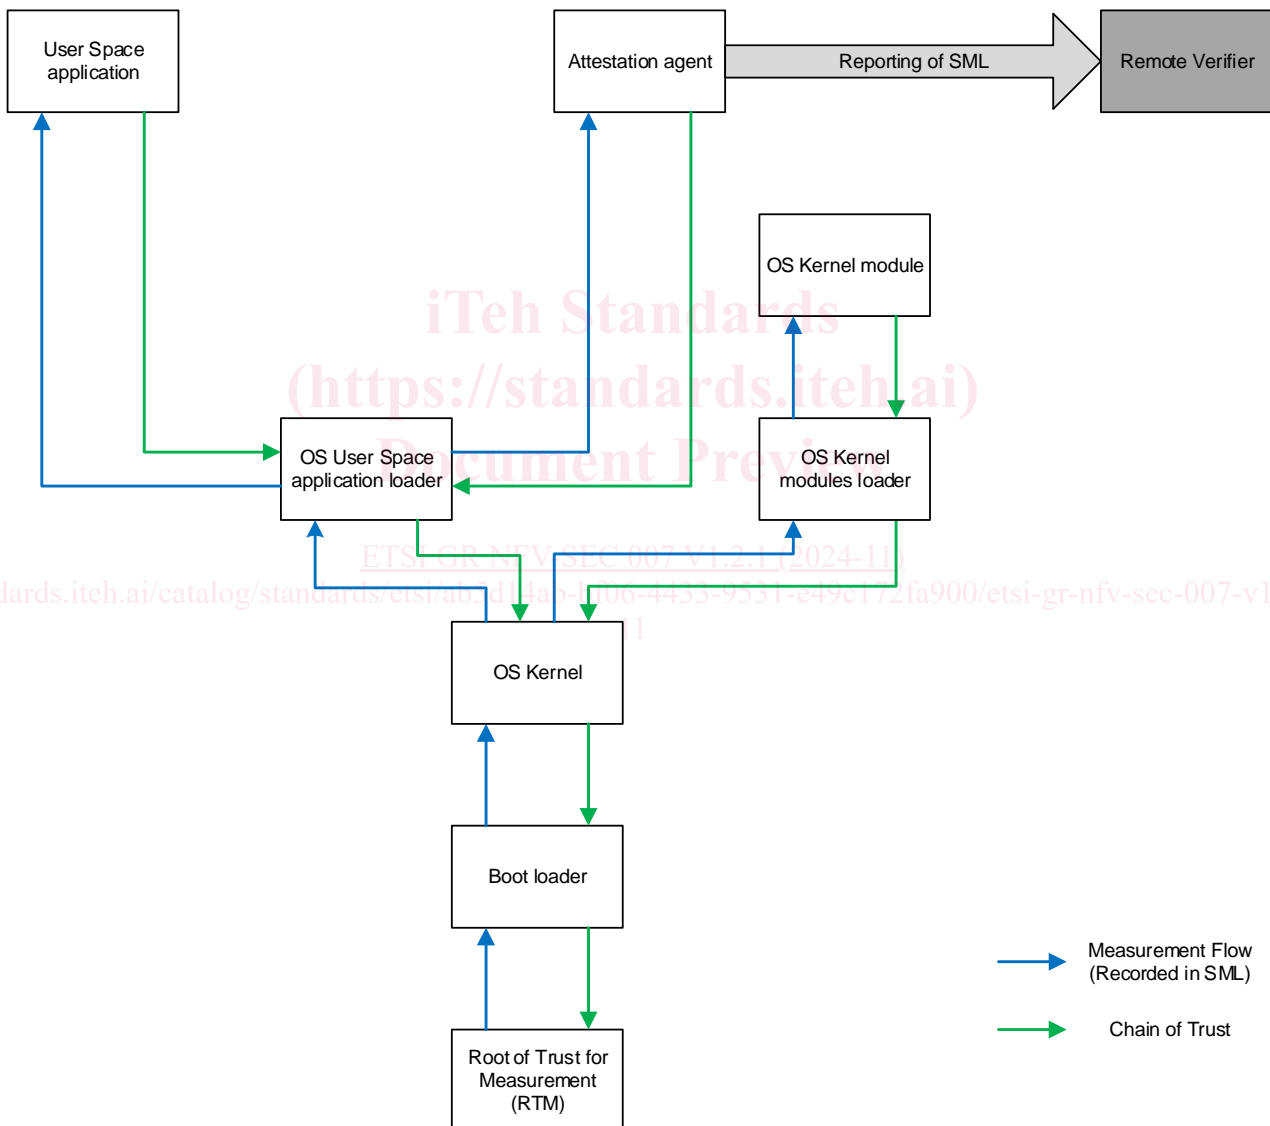 User Space
application
Attestation agent
Reporting of SML
Remote Verifier
OS Kernel module
iTeh Standards
(https://standards.iteh.ai)
Document Preview
OS User Space
application loader
OS Kernel
modules loader
ETSI GR NFV-SEC 007 V1.2.1 (2024-11)
OS Kernel
Boot loader
Measurement Flow
(Recorded in SML)
Chain of Trust
Root of Trust for
Measurement
(RTM)